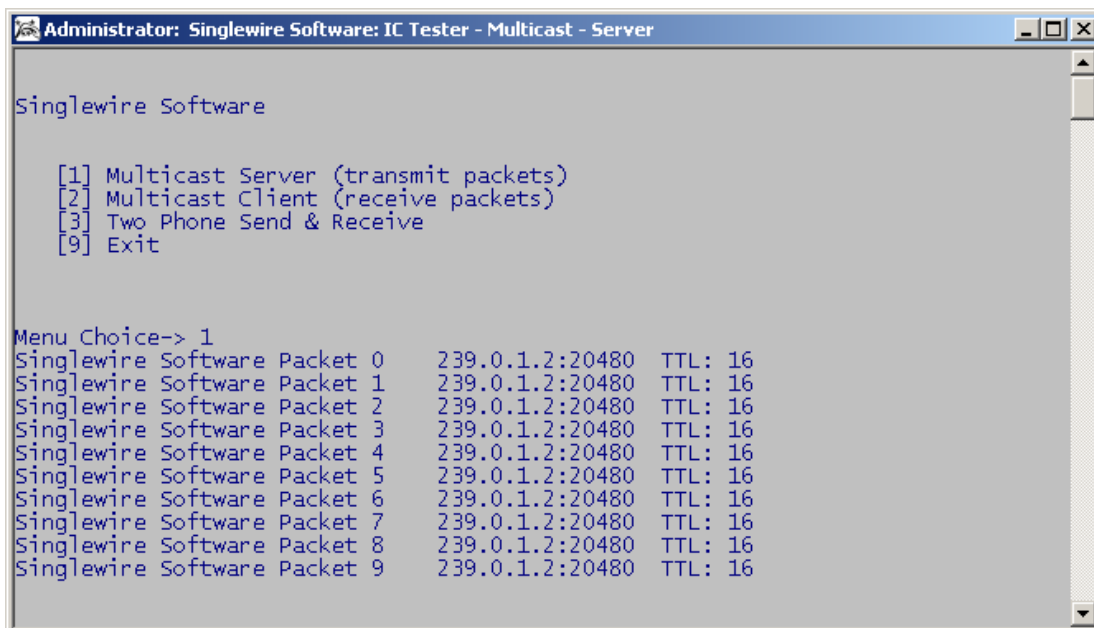 Administrator: Singlewire Software: IC Tester - Multicast - Server
Singlewire Software
[1] Multicast Server (transmit packets)
[2] Multicast Client (receive packets)
[3] Two Phone Send & Receive
[9] Exit
Menu Choice-> 1
Singlewire Software Packet 0    239.0.1.2:20480  TTL: 16
Singlewire Software Packet 1    239.0.1.2:20480  TTL: 16
Singlewire Software Packet 2    239.0.1.2:20480  TTL: 16
Singlewire Software Packet 3    239.0.1.2:20480  TTL: 16
Singlewire Software Packet 4    239.0.1.2:20480  TTL: 16
Singlewire Software Packet 5    239.0.1.2:20480  TTL: 16
Singlewire Software Packet 6    239.0.1.2:20480  TTL: 16
Singlewire Software Packet 7    239.0.1.2:20480  TTL: 16
Singlewire Software Packet 8    239.0.1.2:20480  TTL: 16
Singlewire Software Packet 9    239.0.1.2:20480  TTL: 16